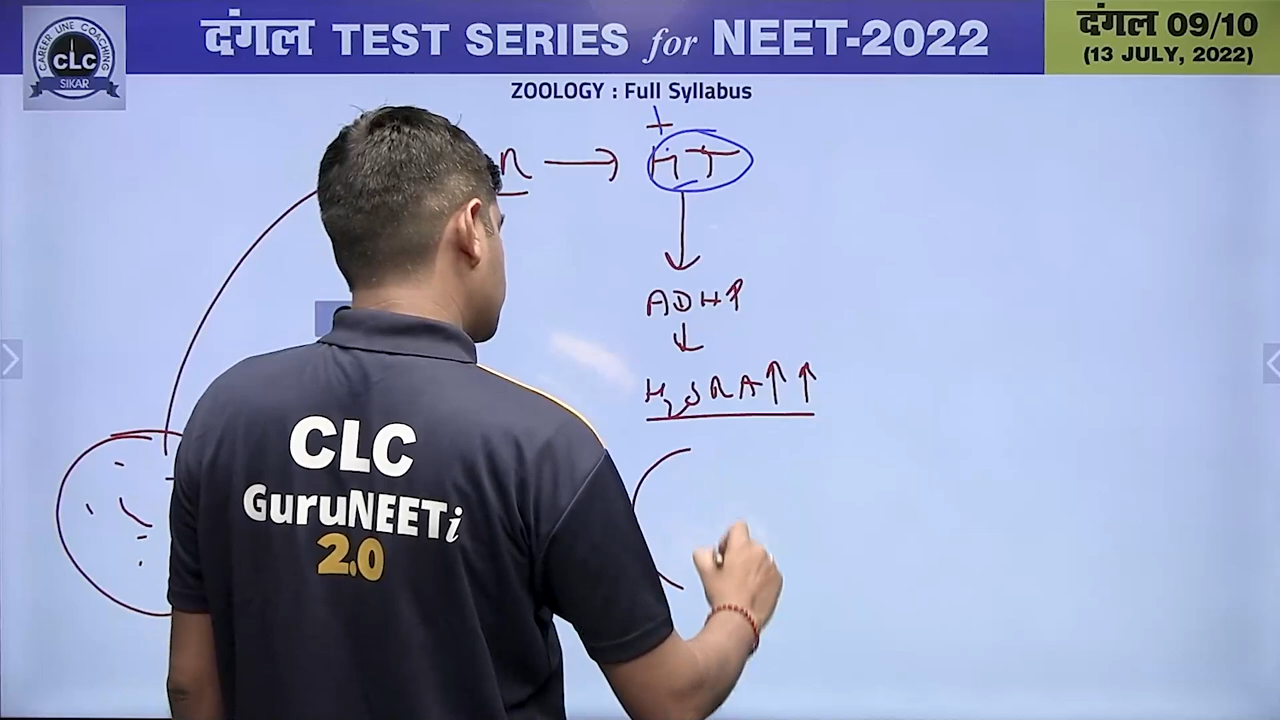 दंगल TEST SERIES for NEET-2022
दंगल 09/10
(13 JULY, 2022)
CAREER LINE COACHING
CLC
SIKAR
ZOOLOGY : Full Syllabus
+
HT
ADH↑
↓
H₂O RA↑↑
CLC
GuruNEETi
2.0